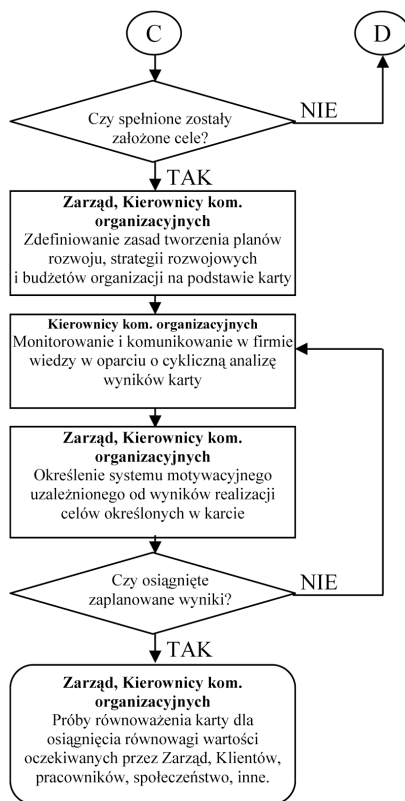 C
D
Czy spełnione zostały
założone cele?
NIE
TAK
Zarząd, Kierownicy kom.
organizacyjnych
Zdefiniowanie zasad tworzenia planów
rozwoju, strategii rozwojowych
i budżetów organizacji na podstawie karty
Kierownicy kom. organizacyjnych
Monitorowanie i komunikowanie w firmie
wiedzy w oparciu o cykliczną analizę
wyników karty
Zarząd, Kierownicy kom.
organizacyjnych
Określenie systemu motywacyjnego
uzależnionego od wyników realizacji
celów określonych w karcie
Czy osiągnięte
zaplanowane wyniki?
NIE
TAK
Zarząd, Kierownicy kom.
organizacyjnych
Próby równoważenia karty dla
osiągnięcia równowagi wartości
oczekiwanych przez Zarząd, Klientów,
pracowników, społeczeństwo, inne.